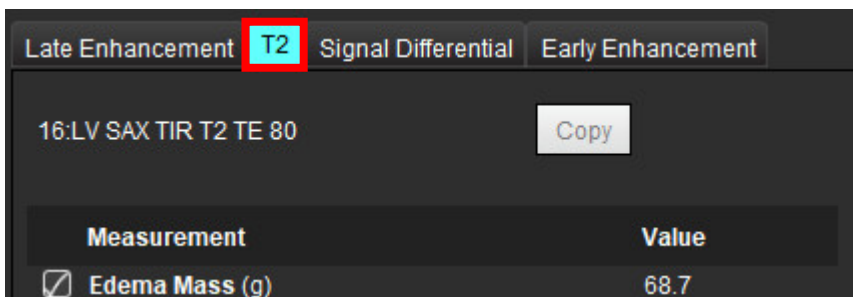 Late Enhancement T2 Signal Differential Early Enhancement
16:LV SAX TIR T2 TE 80 Copy
Measurement Value
Edema Mass (g) 68.7